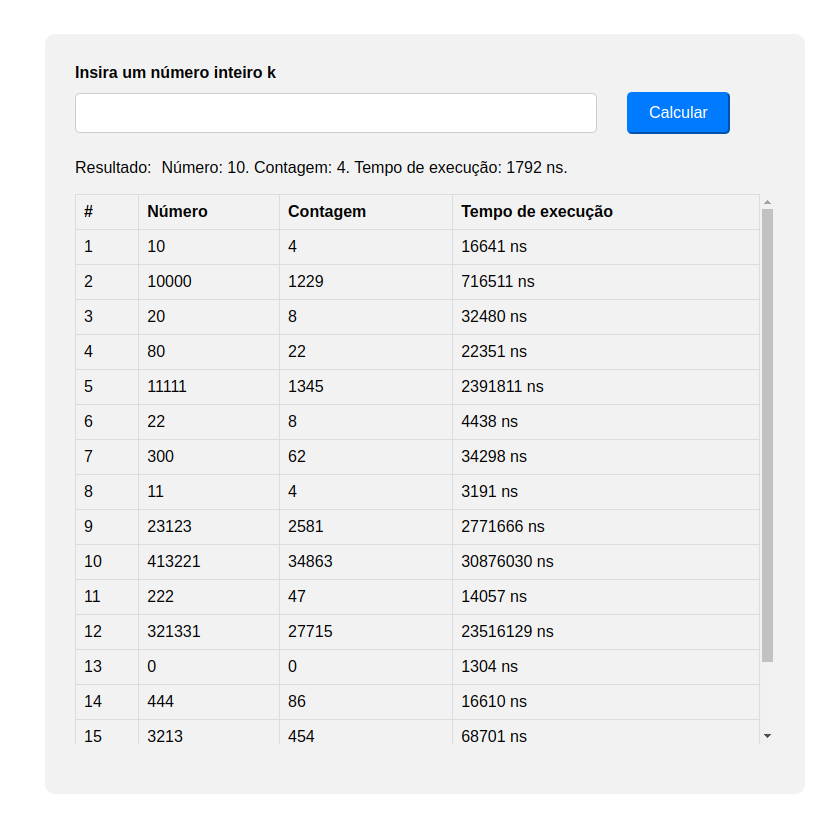 Insira um número inteiro k
Calcular
Resultado: Número: 10. Contagem: 4. Tempo de execução: 1792 ns.
# Número Contagem Tempo de execução
1 10 4 16641 ns
2 10000 1229 716511 ns
3 20 8 32480 ns
4 80 22 22351 ns
5 11111 1345 2391811 ns
6 22 8 4438 ns
7 300 62 34298 ns
8 11 4 3191 ns
9 23123 2581 2771666 ns
10 413221 34863 30876030 ns
11 222 47 14057 ns
12 321331 27715 23516129 ns
13 0 0 1304 ns
14 444 86 16610 ns
15 3213 454 68701 ns